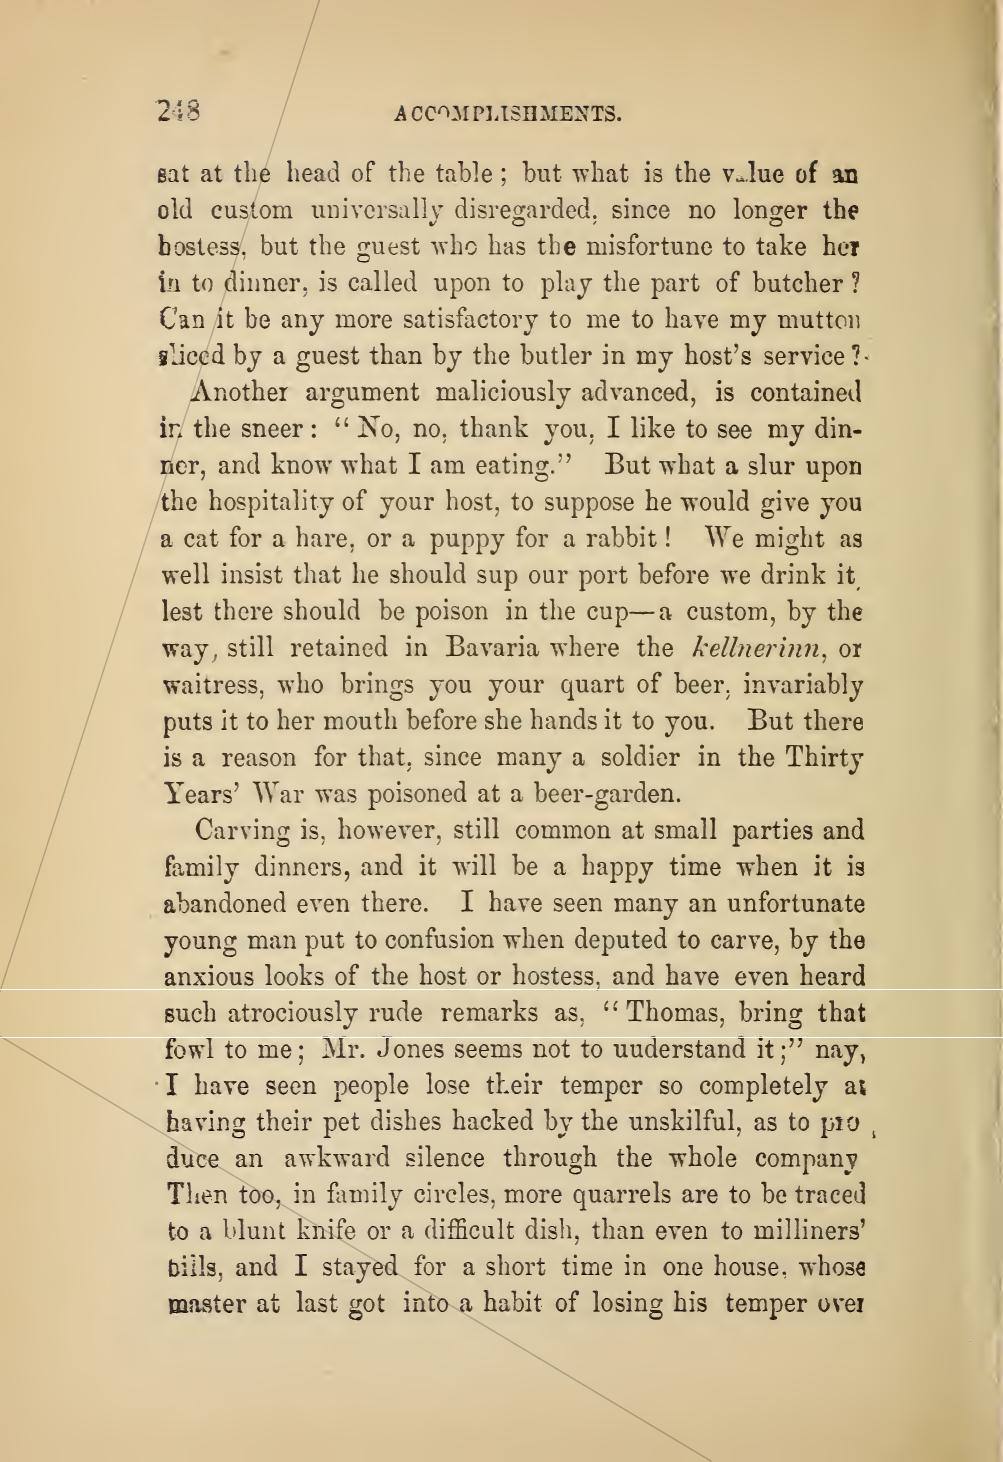 248 ACCOMPLISHMENTS.
sat at the head of the table; but what is the value of an
old custom universally disregarded, since no longer the
hostess, but the guest who has the misfortune to take her
in to dinner, is called upon to play the part of butcher?
Can it be any more satisfactory to me to have my mutton
sliced by a guest than by the butler in my host's service?
Another argument maliciously advanced, is contained
in the sneer: "No, no, thank you, I like to see my din-
ner, and know what I am eating." But what a slur upon
the hospitality of your host, to suppose he would give you
a cat for a hare, or a puppy for a rabbit! We might as
well insist that he should sup our port before we drink it,
lest there should be poison in the cup—a custom, by the
way, still retained in Bavaria where the kellnerinn, or
waitress, who brings you your quart of beer, invariably
puts it to her mouth before she hands it to you. But there
is a reason for that, since many a soldier in the Thirty
Years' War was poisoned at a beer-garden.
Carving is, however, still common at small parties and
family dinners, and it will be a happy time when it is
abandoned even there. I have seen many an unfortunate
young man put to confusion when deputed to carve, by the
anxious looks of the host or hostess, and have even heard
such atrociously rude remarks as, "Thomas, bring that
fowl to me; Mr. Jones seems not to uuderstand it;" nay,
I have seen people lose their temper so completely at
having their pet dishes hacked by the unskilful, as to pro
duce an awkward silence through the whole company
Then too, in family circles, more quarrels are to be traced
to a blunt knife or a difficult dish, than even to milliners'
bills, and I stayed for a short time in one house, whose
master at last got into a habit of losing his temper over